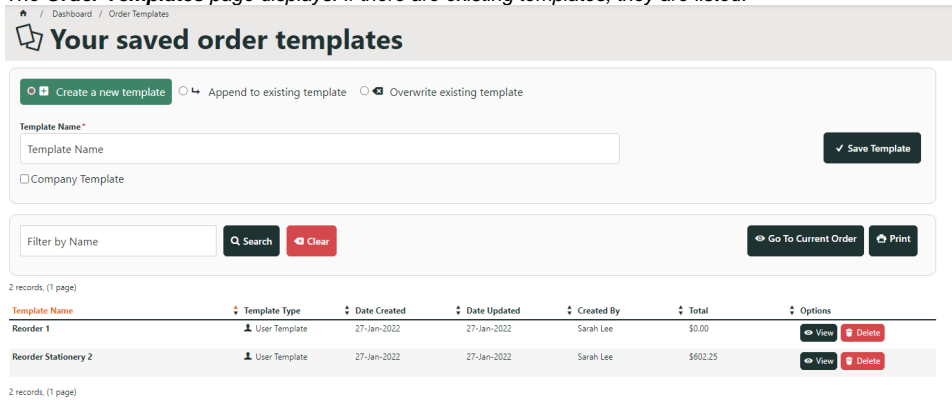 The Order Templates page displays. If there are existing templates, they are listed.
/ Dashboard / Order Templates
Your saved order templates
Create a new template Append to existing template Overwrite existing template
Template Name*
Template Name
Save Template
Company Template
Filter by Name Search Clear Go To Current Order Print
2 records, (1 page)
Template Name Template Type Date Created Date Updated Created By Total Options
Reorder 1 User Template 27-Jan-2022 27-Jan-2022 Sarah Lee $0.00 View Delete
Reorder Stationery 2 User Template 27-Jan-2022 27-Jan-2022 Sarah Lee $602.25 View Delete
2 records, (1 page)